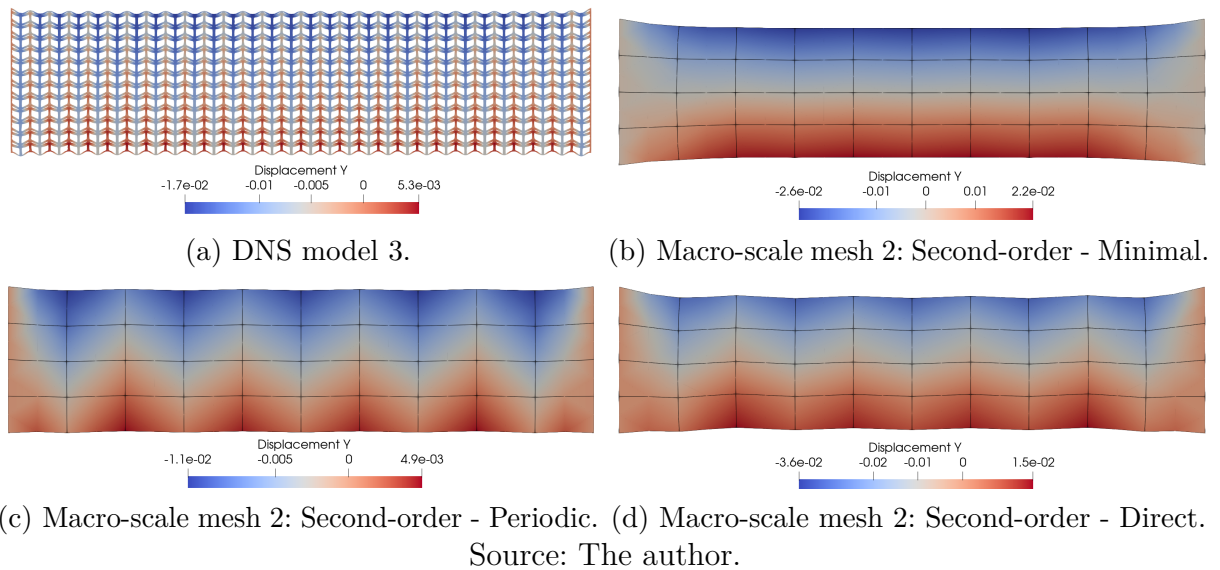 Displacement Y
-1.7e-02 -0.01 -0.005 0 5.3e-03
(a) DNS model 3.
Displacement Y
-2.6e-02 -0.01 0 0.01 2.2e-02
(b) Macro-scale mesh 2: Second-order - Minimal.
Displacement Y
-1.1e-02 -0.005 0 4.9e-03
(c) Macro-scale mesh 2: Second-order - Periodic.
Displacement Y
-3.6e-02 -0.02 -0.01 0 1.5e-02
(d) Macro-scale mesh 2: Second-order - Direct.
Source: The author.